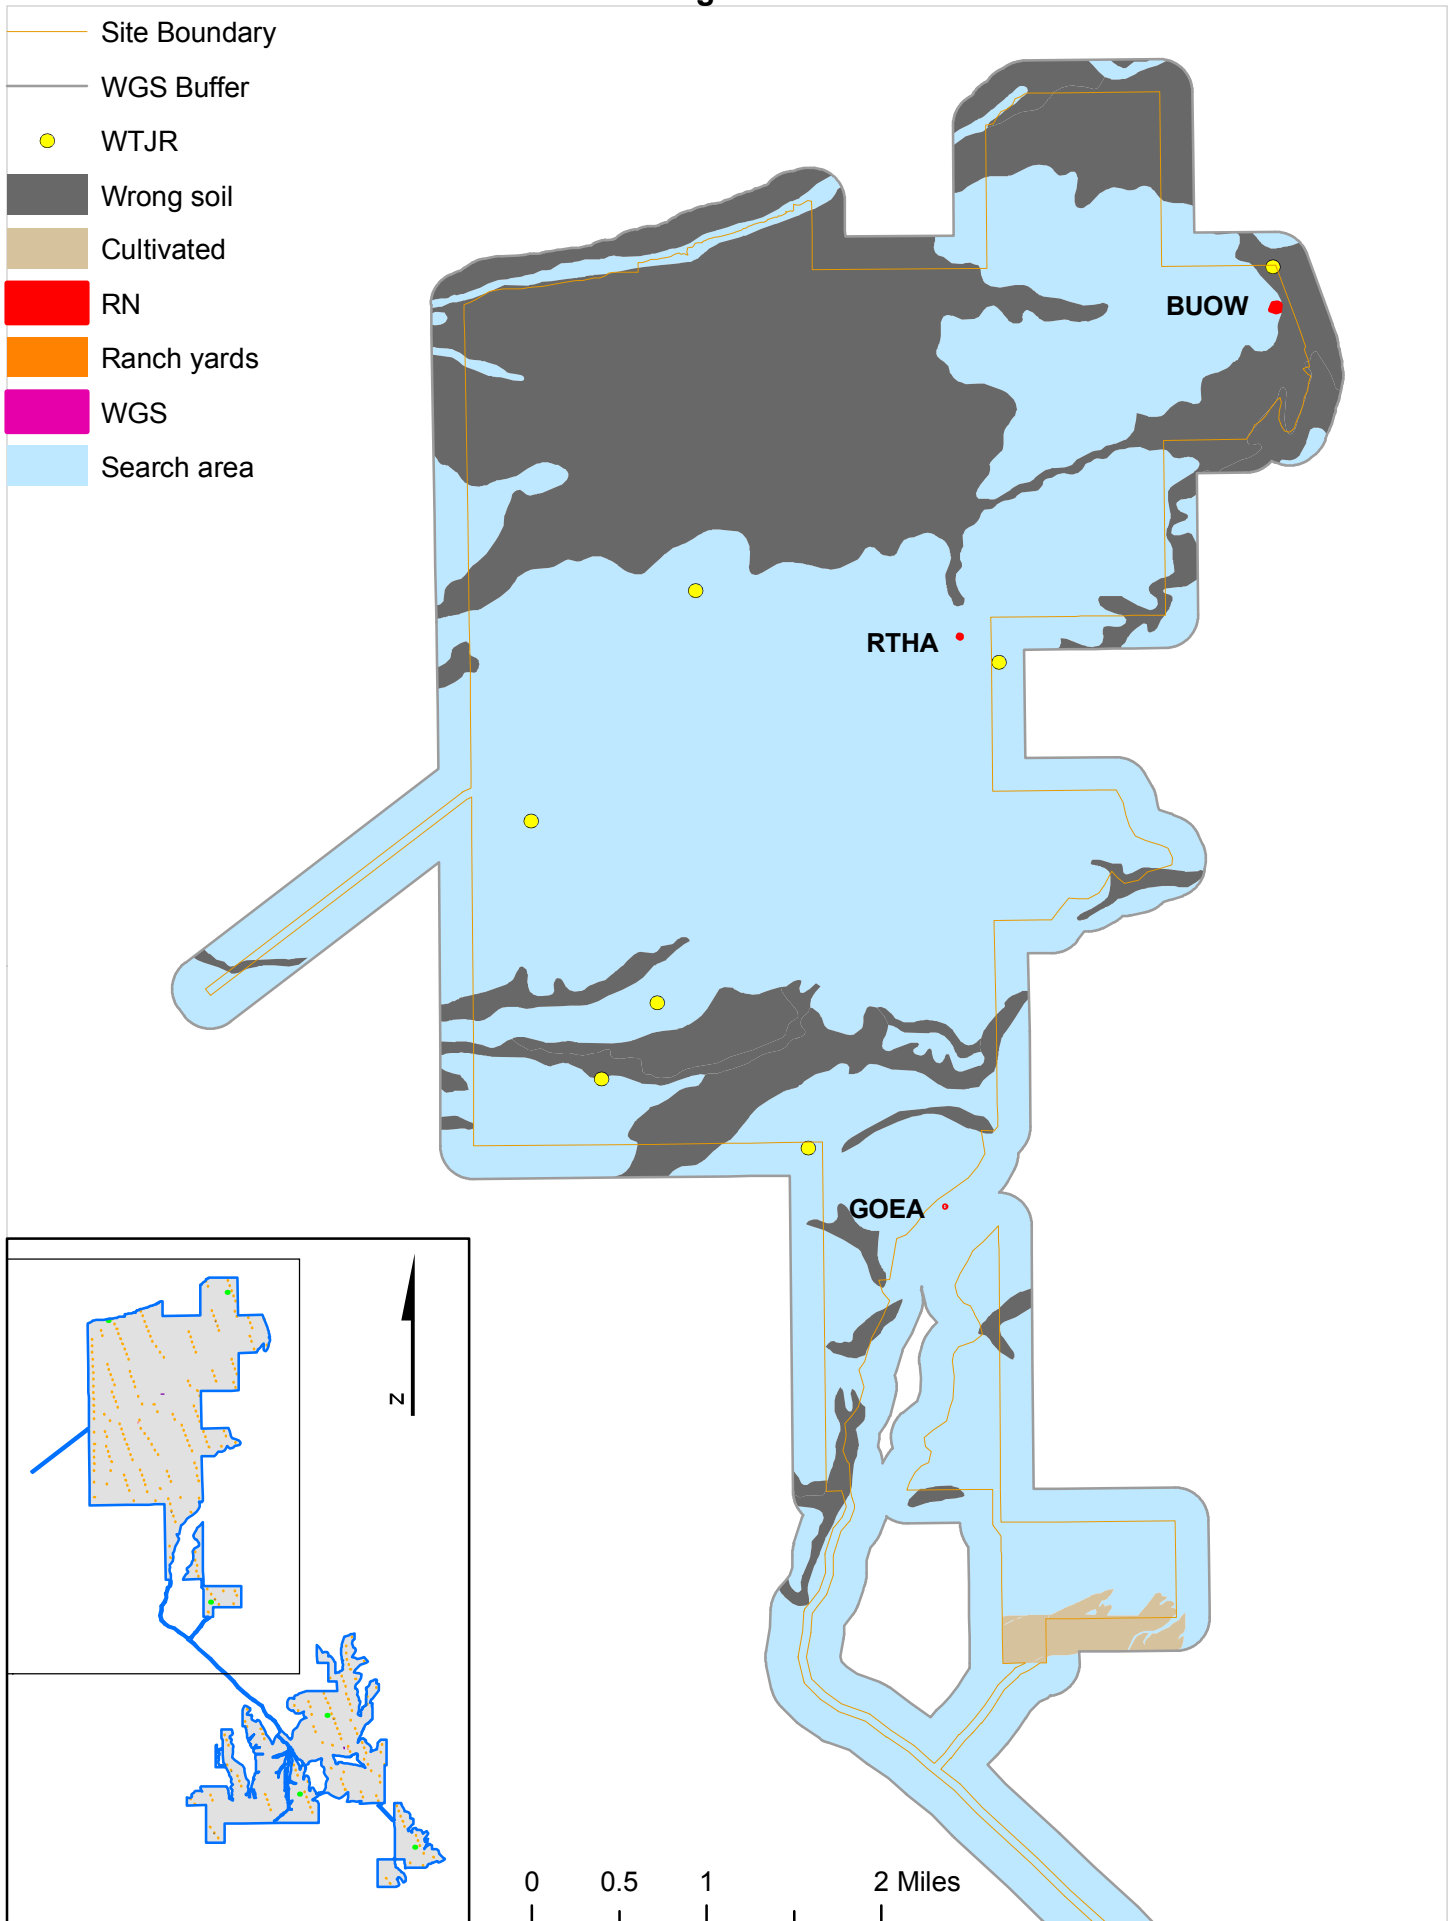 Site Boundary
WGS Buffer
WTJR
Wrong soil
Cultivated
RN
Ranch yards
WGS
Search area
BUOW
RTHA
GOEA
N
0 0.5 1 2 Miles